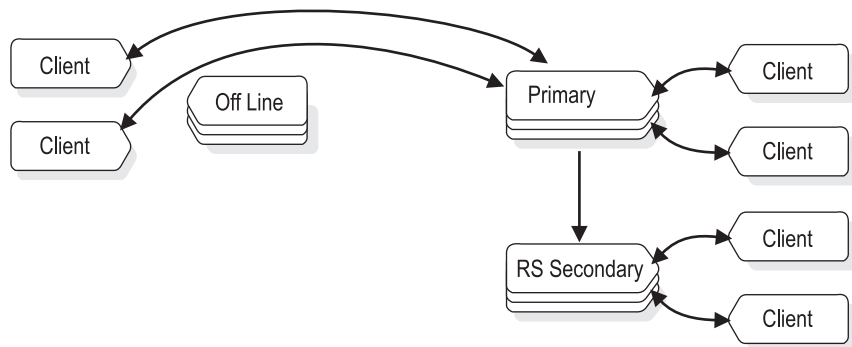 Client
Client
Off Line
Primary
Client
Client
RS Secondary
Client
Client